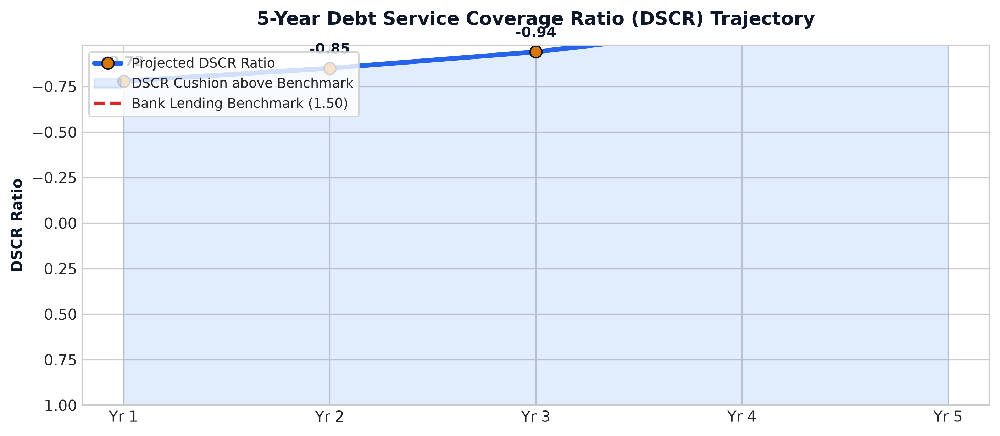 5-Year Debt Service Coverage Ratio (DSCR) Trajectory
-0.94
-0.85
0.78
Projected DSCR Ratio
DSCR Cushion above Benchmark
Bank Lending Benchmark (1.50)
DSCR Ratio
−0.75
−0.50
−0.25
0.00
0.25
0.50
0.75
1.00
Yr 1
Yr 2
Yr 3
Yr 4
Yr 5